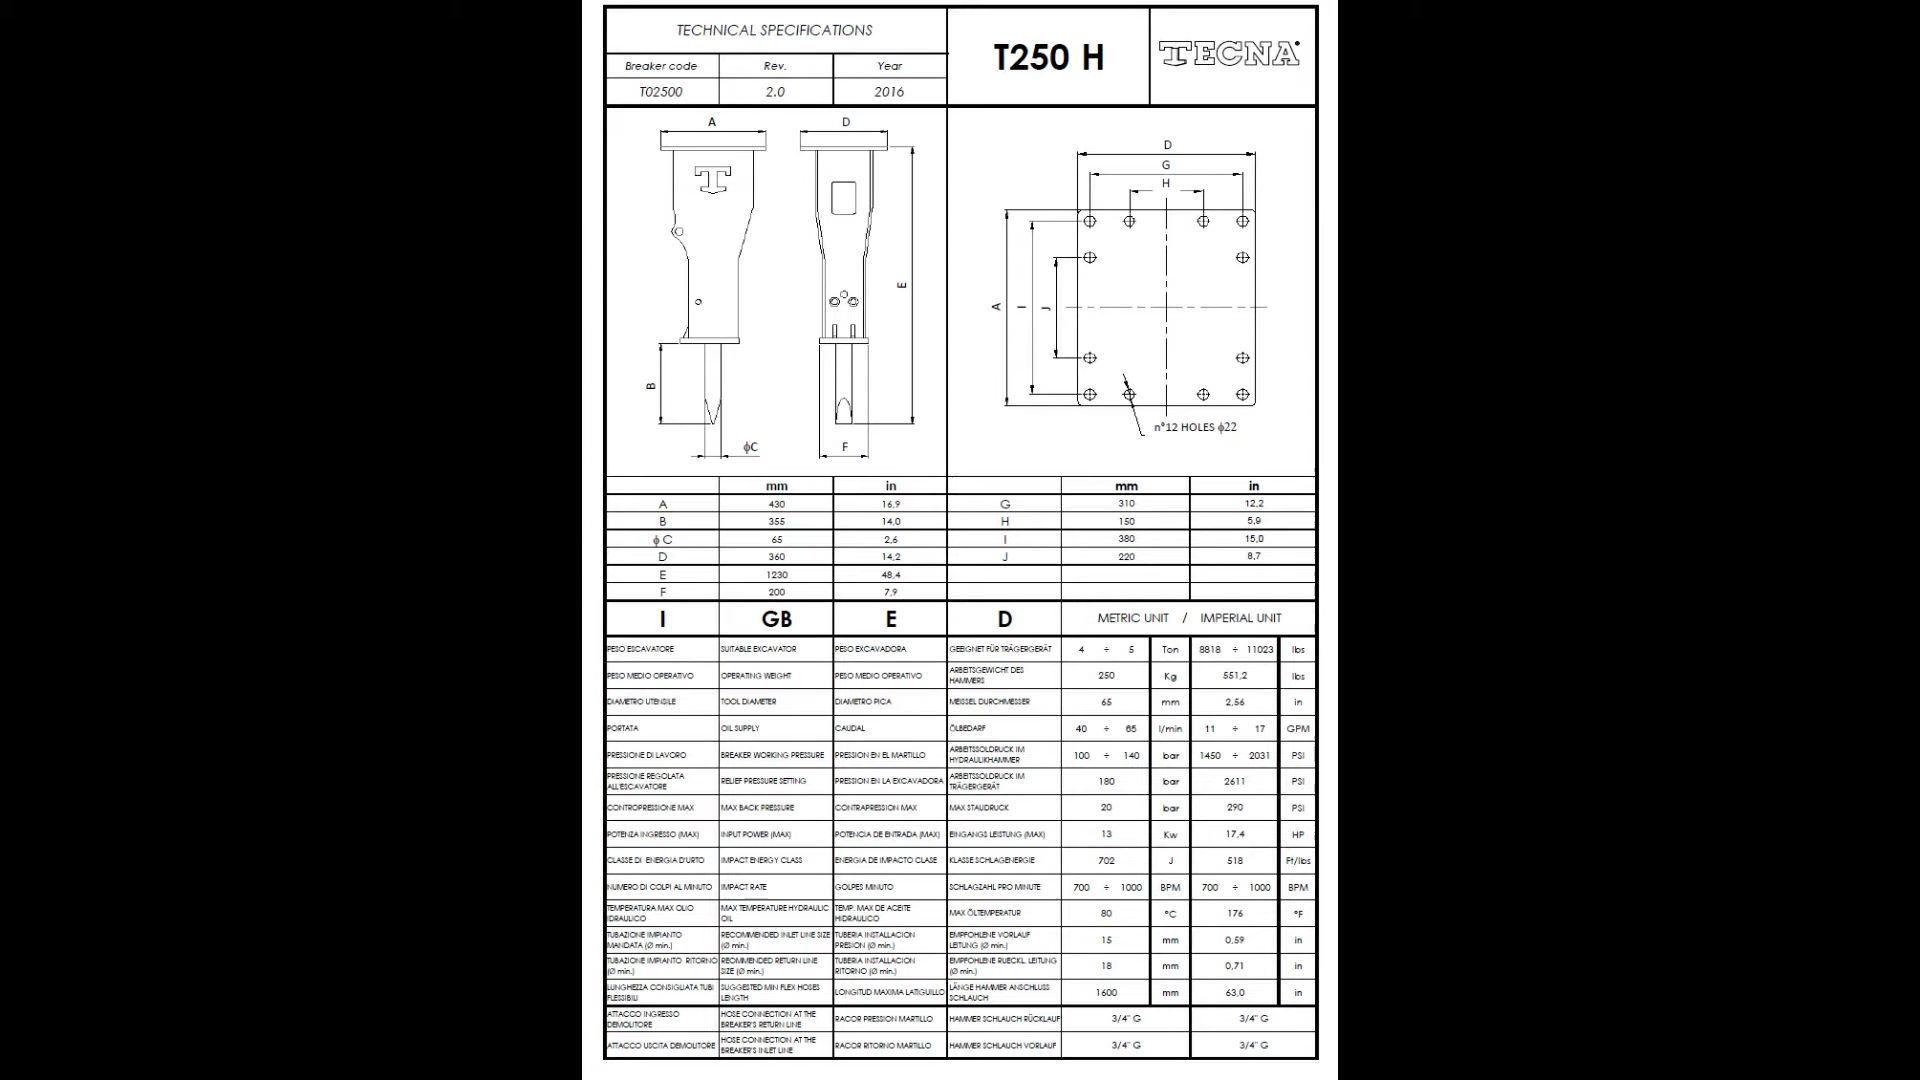 TECHNICAL SPECIFICATIONS
T250 H
TECNA
Breaker code Rev. Year
T02500 2.0 2016
A D
E
B
ϕC F
D
G
H
A I J
n°12 HOLES ϕ22
mm in mm in
A 430 16,9 G 310 12,2
B 355 14,0 H 150 5,9
ϕ C 65 2,6 I 380 15,0
D 360 14,2 J 220 8,7
E 1230 48,4
F 200 7,9
I GB E D METRIC UNIT / IMPERIAL UNIT
PESO ESCAVATORE SUITABLE EXCAVATOR PESO EXCAVADORA GEEIGNET FÜR TRÄGERGERÄT 4 ÷ 5 Ton 8818 ÷ 11023 lbs
PESO MEDIO OPERATIVO OPERATING WEIGHT PESO MEDIO OPERATIVO ARBEITSGEWICHT DES HAMMERS 250 Kg 551,2 lbs
DIAMETRO UTENSILE TOOL DIAMETER DIAMETRO PICA MEISSEL DURCHMESSER 65 mm 2,56 in
PORTATA OIL SUPPLY CAUDAL ÖLBEDARF 40 ÷ 65 l/min 11 ÷ 17 GPM
PRESSIONE DI LAVORO BREAKER WORKING PRESSURE PRESSION EN EL MARTILLO ARBEITSSOLDRUCK IM HYDRAULIKHAMMER 100 ÷ 140 bar 1450 ÷ 2031 PSI
PRESSIONE REGOLATA ALL'ESCAVATORE RELIEF PRESSURE SETTING PRESSION EN LA EXCAVADORA ARBEITSSOLDRUCK IM TRÄGERGERÄT 180 bar 2611 PSI
CONTROPRESSIONE MAX MAX BACK PRESSURE CONTRAPRESSION MAX MAX STAUDRUCK 20 bar 290 PSI
POTENZA INGRESSO (MAX) INPUT POWER (MAX) POTENCIA DE ENTRADA (MAX) EINGANGS LEISTUNG (MAX) 13 Kw 17,4 HP
CLASSE DI ENERGIA D'URTO IMPACT ENERGY CLASS ENERGIA DE IMPACTO CLASE KLASSE SCHLAGENERGIE 702 J 518 Ft/lbs
NUMERO DI COLPI AL MINUTO IMPACT RATE GOLPES MINUTO SCHLAGZAHL PRO MINUTE 700 ÷ 1000 BPM 700 ÷ 1000 BPM
TEMPERATURA MAX OLIO IDRAULICO MAX TEMPERATURE HYDRAULIC OIL TEMP. MAX DE ACEITE HIDRAULICO MAX ÖLTEMPERATUR 80 °C 176 °F
TUBAZIONE IMPIANTO MANDATA (Ø min.) RECOMMENDED INLET LINE SIZE (Ø min.) TUBERIA INSTALLACION PRESION (Ø min.) EMPFOHLENE VORLAUF LEITUNG (Ø min.) 15 mm 0,59 in
TUBAZIONE IMPIANTO RITORNO (Ø min.) REOMMENDED RETURN LINE SIZE (Ø min.) TUBERIA INSTALLACION RITORNO (Ø min.) EMPFOHLENE RUECKL. LEITUNG (Ø min.) 18 mm 0,71 in
LUNGHEZZA CONSIGLIATA TUBI FLESSIBILI SUGGESTED MIN FLEX HOSES LENGTH LONGITUD MAXIMA LATIGUILLO LÄNGE HAMMER ANSCHLUSS SCHLAUCH 1600 mm 63,0 in
ATTACCO INGRESSO DEMOLITORE HOSE CONNECTION AT THE BREAKER'S RETURN LINE RACOR PRESSION MARTILLO HAMMER SCHLAUCH RÜCKLAUF 3/4" G 3/4" G
ATTACCO USCITA DEMOLITORE HOSE CONNECTION AT THE BREAKER'S INLET LINE RACOR RITORNO MARTILLO HAMMER SCHLAUCH VORLAUF 3/4" G 3/4" G